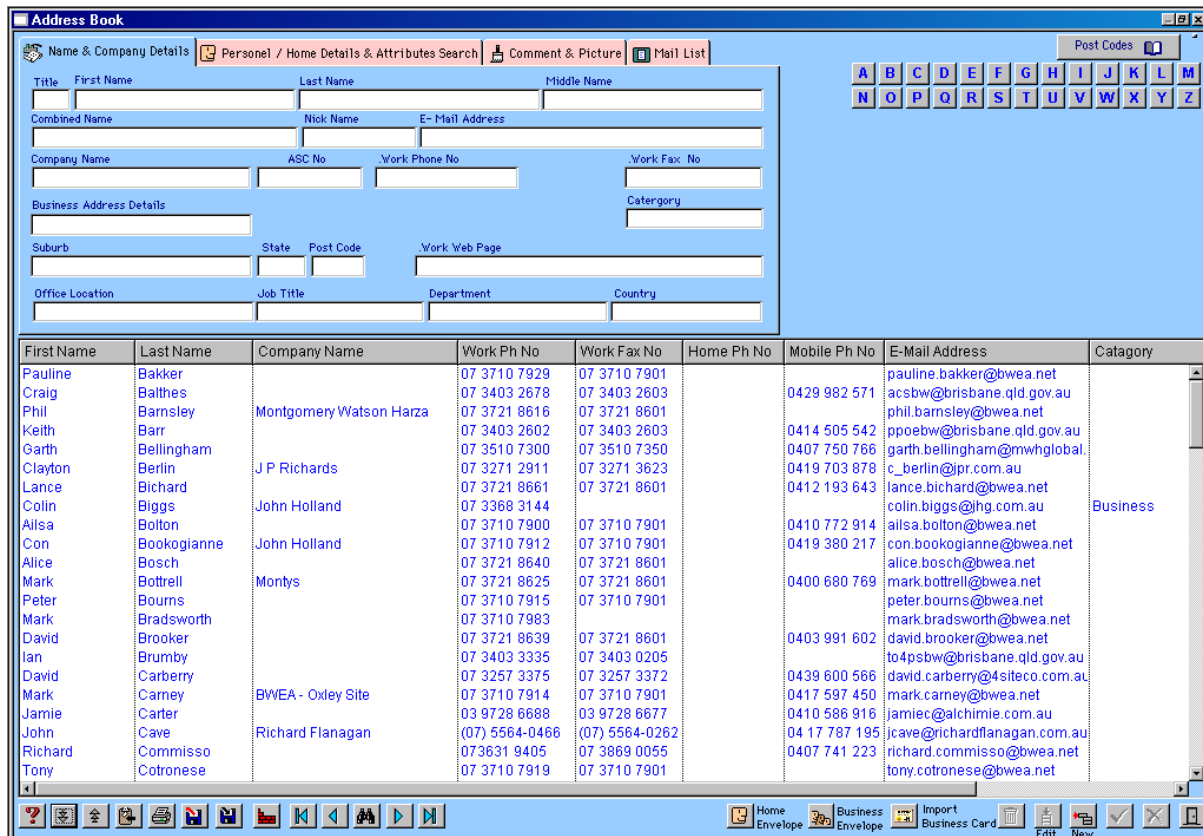 Address Book
Name & Company Details Personel / Home Details & Attributes Search Comment & Picture Mail List
Post Codes
A B C D E F G H I J K L M
N O P Q R S T U V W X Y Z
Title First Name Last Name Middle Name
Combined Name Nick Name E- Mail Address
Company Name ASC No .Work Phone No .Work Fax No
Business Address Details Catergory
Suburb State Post Code .Work Web Page
Office Location Job Title Department Country
First Name Last Name Company Name Work Ph No Work Fax No Home Ph No Mobile Ph No E-Mail Address Catagory
Pauline Bakker 07 3710 7929 07 3710 7901 pauline.bakker@bwea.net
Craig Balthes 07 3403 2678 07 3403 2603 0429 982 571 acsbw@brisbane.qld.gov.au
Phil Barnsley Montgomery Watson Harza 07 3721 8616 07 3721 8601 phil.barnsley@bwea.net
Keith Barr 07 3403 2602 07 3403 2603 0414 505 542 ppoebw@brisbane.qld.gov.au
Garth Bellingham 07 3510 7300 07 3510 7350 0407 750 766 garth.bellingham@mwhglobal.
Clayton Berlin J P Richards 07 3271 2911 07 3271 3623 0419 703 878 c_berlin@jpr.com.au
Lance Bichard 07 3721 8661 07 3721 8601 0412 193 643 lance.bichard@bwea.net
Colin Biggs John Holland 07 3368 3144 colin.biggs@jhg.com.au Business
Ailsa Bolton 07 3710 7900 07 3710 7901 0410 772 914 ailsa.bolton@bwea.net
Con Bookogianne John Holland 07 3710 7912 07 3710 7901 0419 380 217 con.bookogianne@bwea.net
Alice Bosch 07 3721 8640 07 3721 8601 alice.bosch@bwea.net
Mark Bottrell Montys 07 3721 8625 07 3721 8601 0400 680 769 mark.bottrell@bwea.net
Peter Bourns 07 3710 7915 07 3710 7901 peter.bourns@bwea.net
Mark Bradsworth 07 3710 7983 mark.bradsworth@bwea.net
David Brooker 07 3721 8639 07 3721 8601 0403 991 602 david.brooker@bwea.net
Ian Brumby 07 3403 3335 07 3403 0205 to4psbw@brisbane.qld.gov.au
David Carberry 07 3257 3375 07 3257 3372 0439 600 566 david.carberry@4siteco.com.au
Mark Carney BWEA - Oxley Site 07 3710 7914 07 3710 7901 0417 597 450 mark.carney@bwea.net
Jamie Carter 03 9728 6688 03 9728 6677 0410 586 916 jamiec@alchimie.com.au
John Cave Richard Flanagan (07) 5564-0466 (07) 5564-0262 04 17 787 195 jcave@richardflanagan.com.au
Richard Commisso 073631 9405 07 3869 0055 0407 741 223 richard.commisso@bwea.net
Tony Cotronese 07 3710 7919 07 3710 7901 tony.cotronese@bwea.net
Home Envelope Business Envelope Import Business Card Edit New